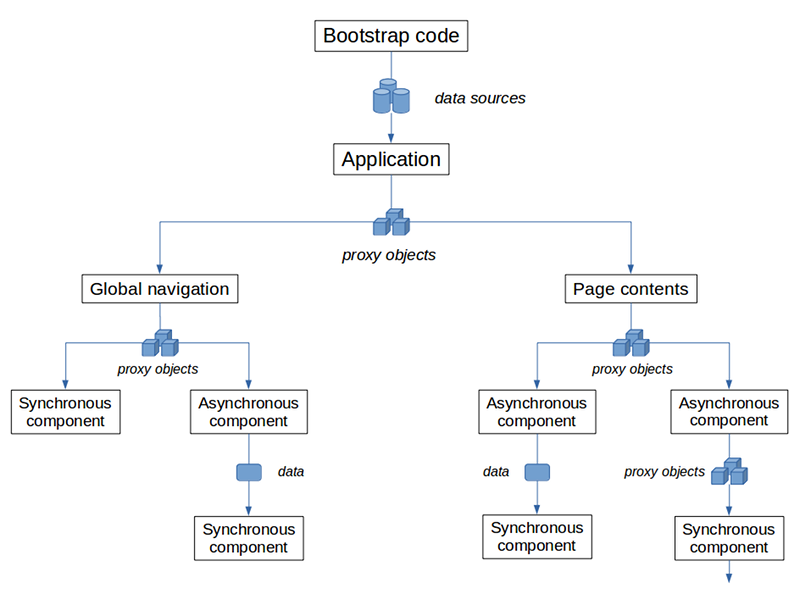 Bootstrap code
data sources
Application
proxy objects
Global navigation
Page contents
proxy objects
proxy objects
Synchronous
component
Asynchronous
component
Asynchronous
component
Asynchronous
component
data
data
proxy objects
Synchronous
component
Synchronous
component
Synchronous
component